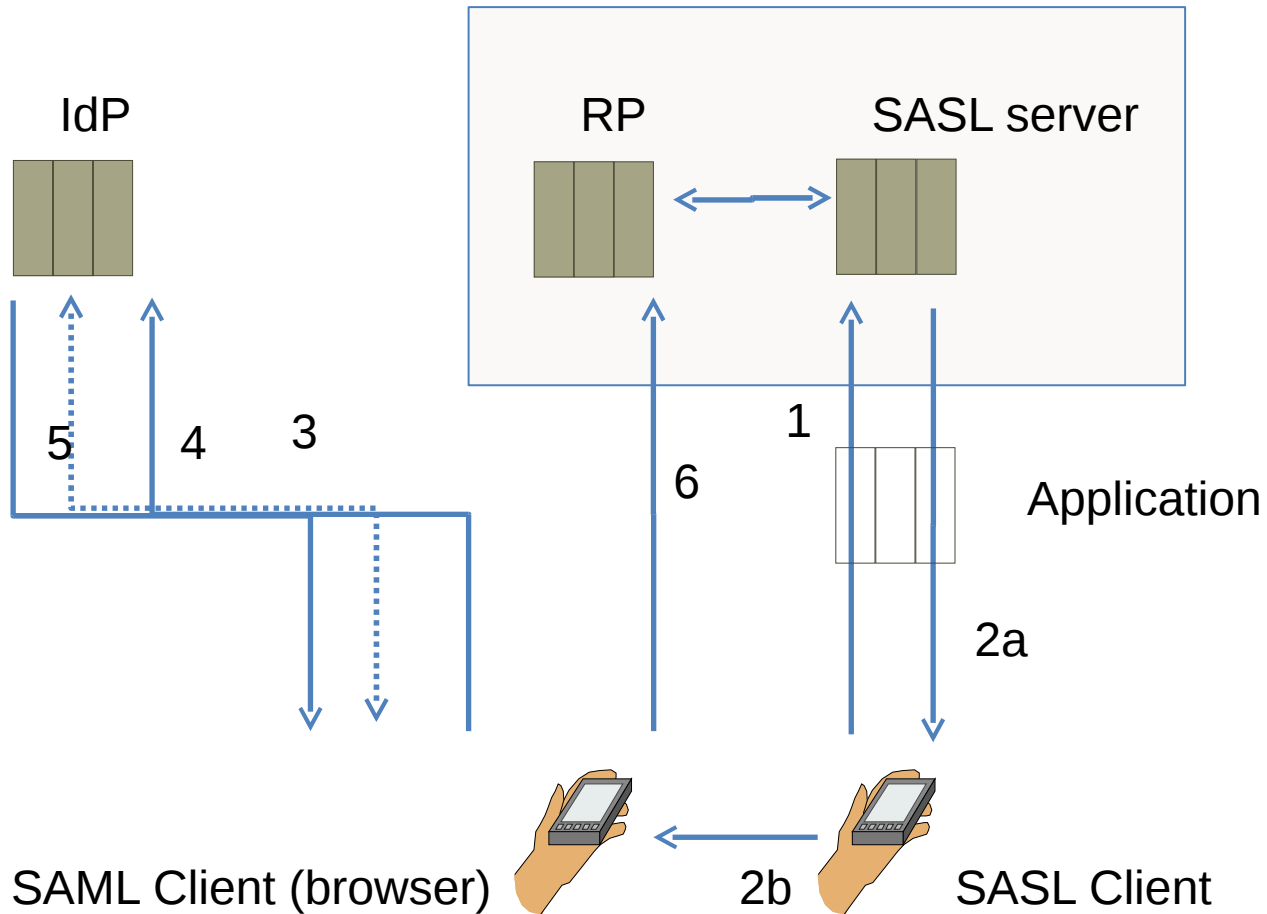 IdP
RP
SASL server
5
4
3
1
6
Application
2a
SAML Client (browser)
2b
SASL Client